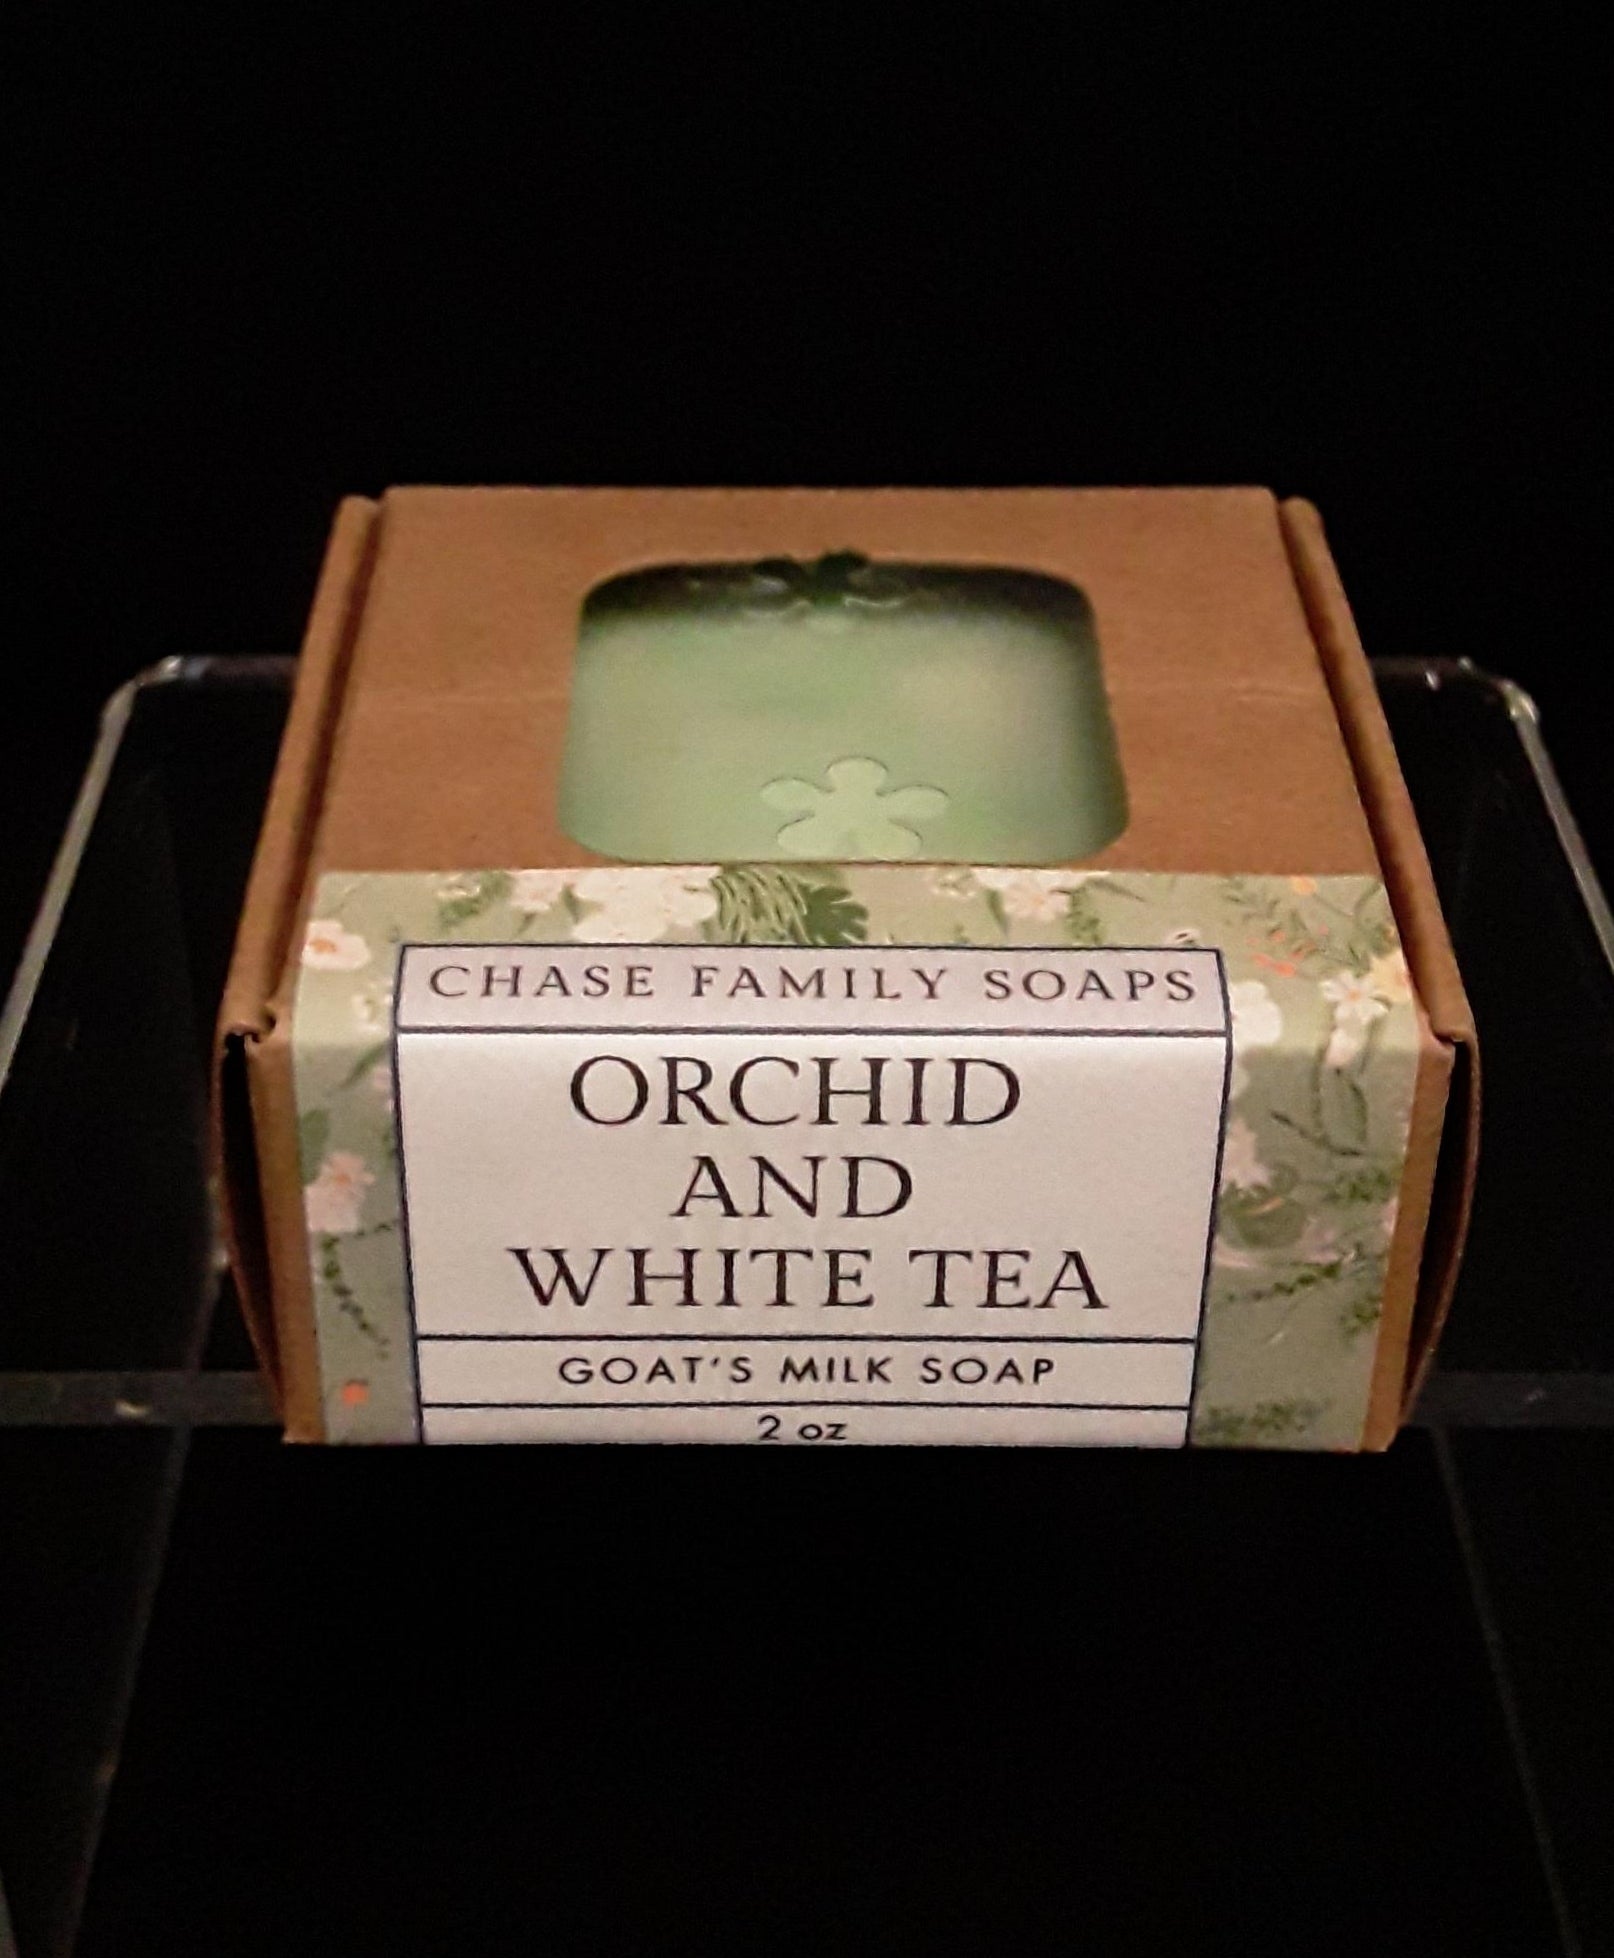 CHASE FAMILY SOAPS
ORCHID
AND
WHITE TEA
GOAT'S MILK SOAP
2 oz